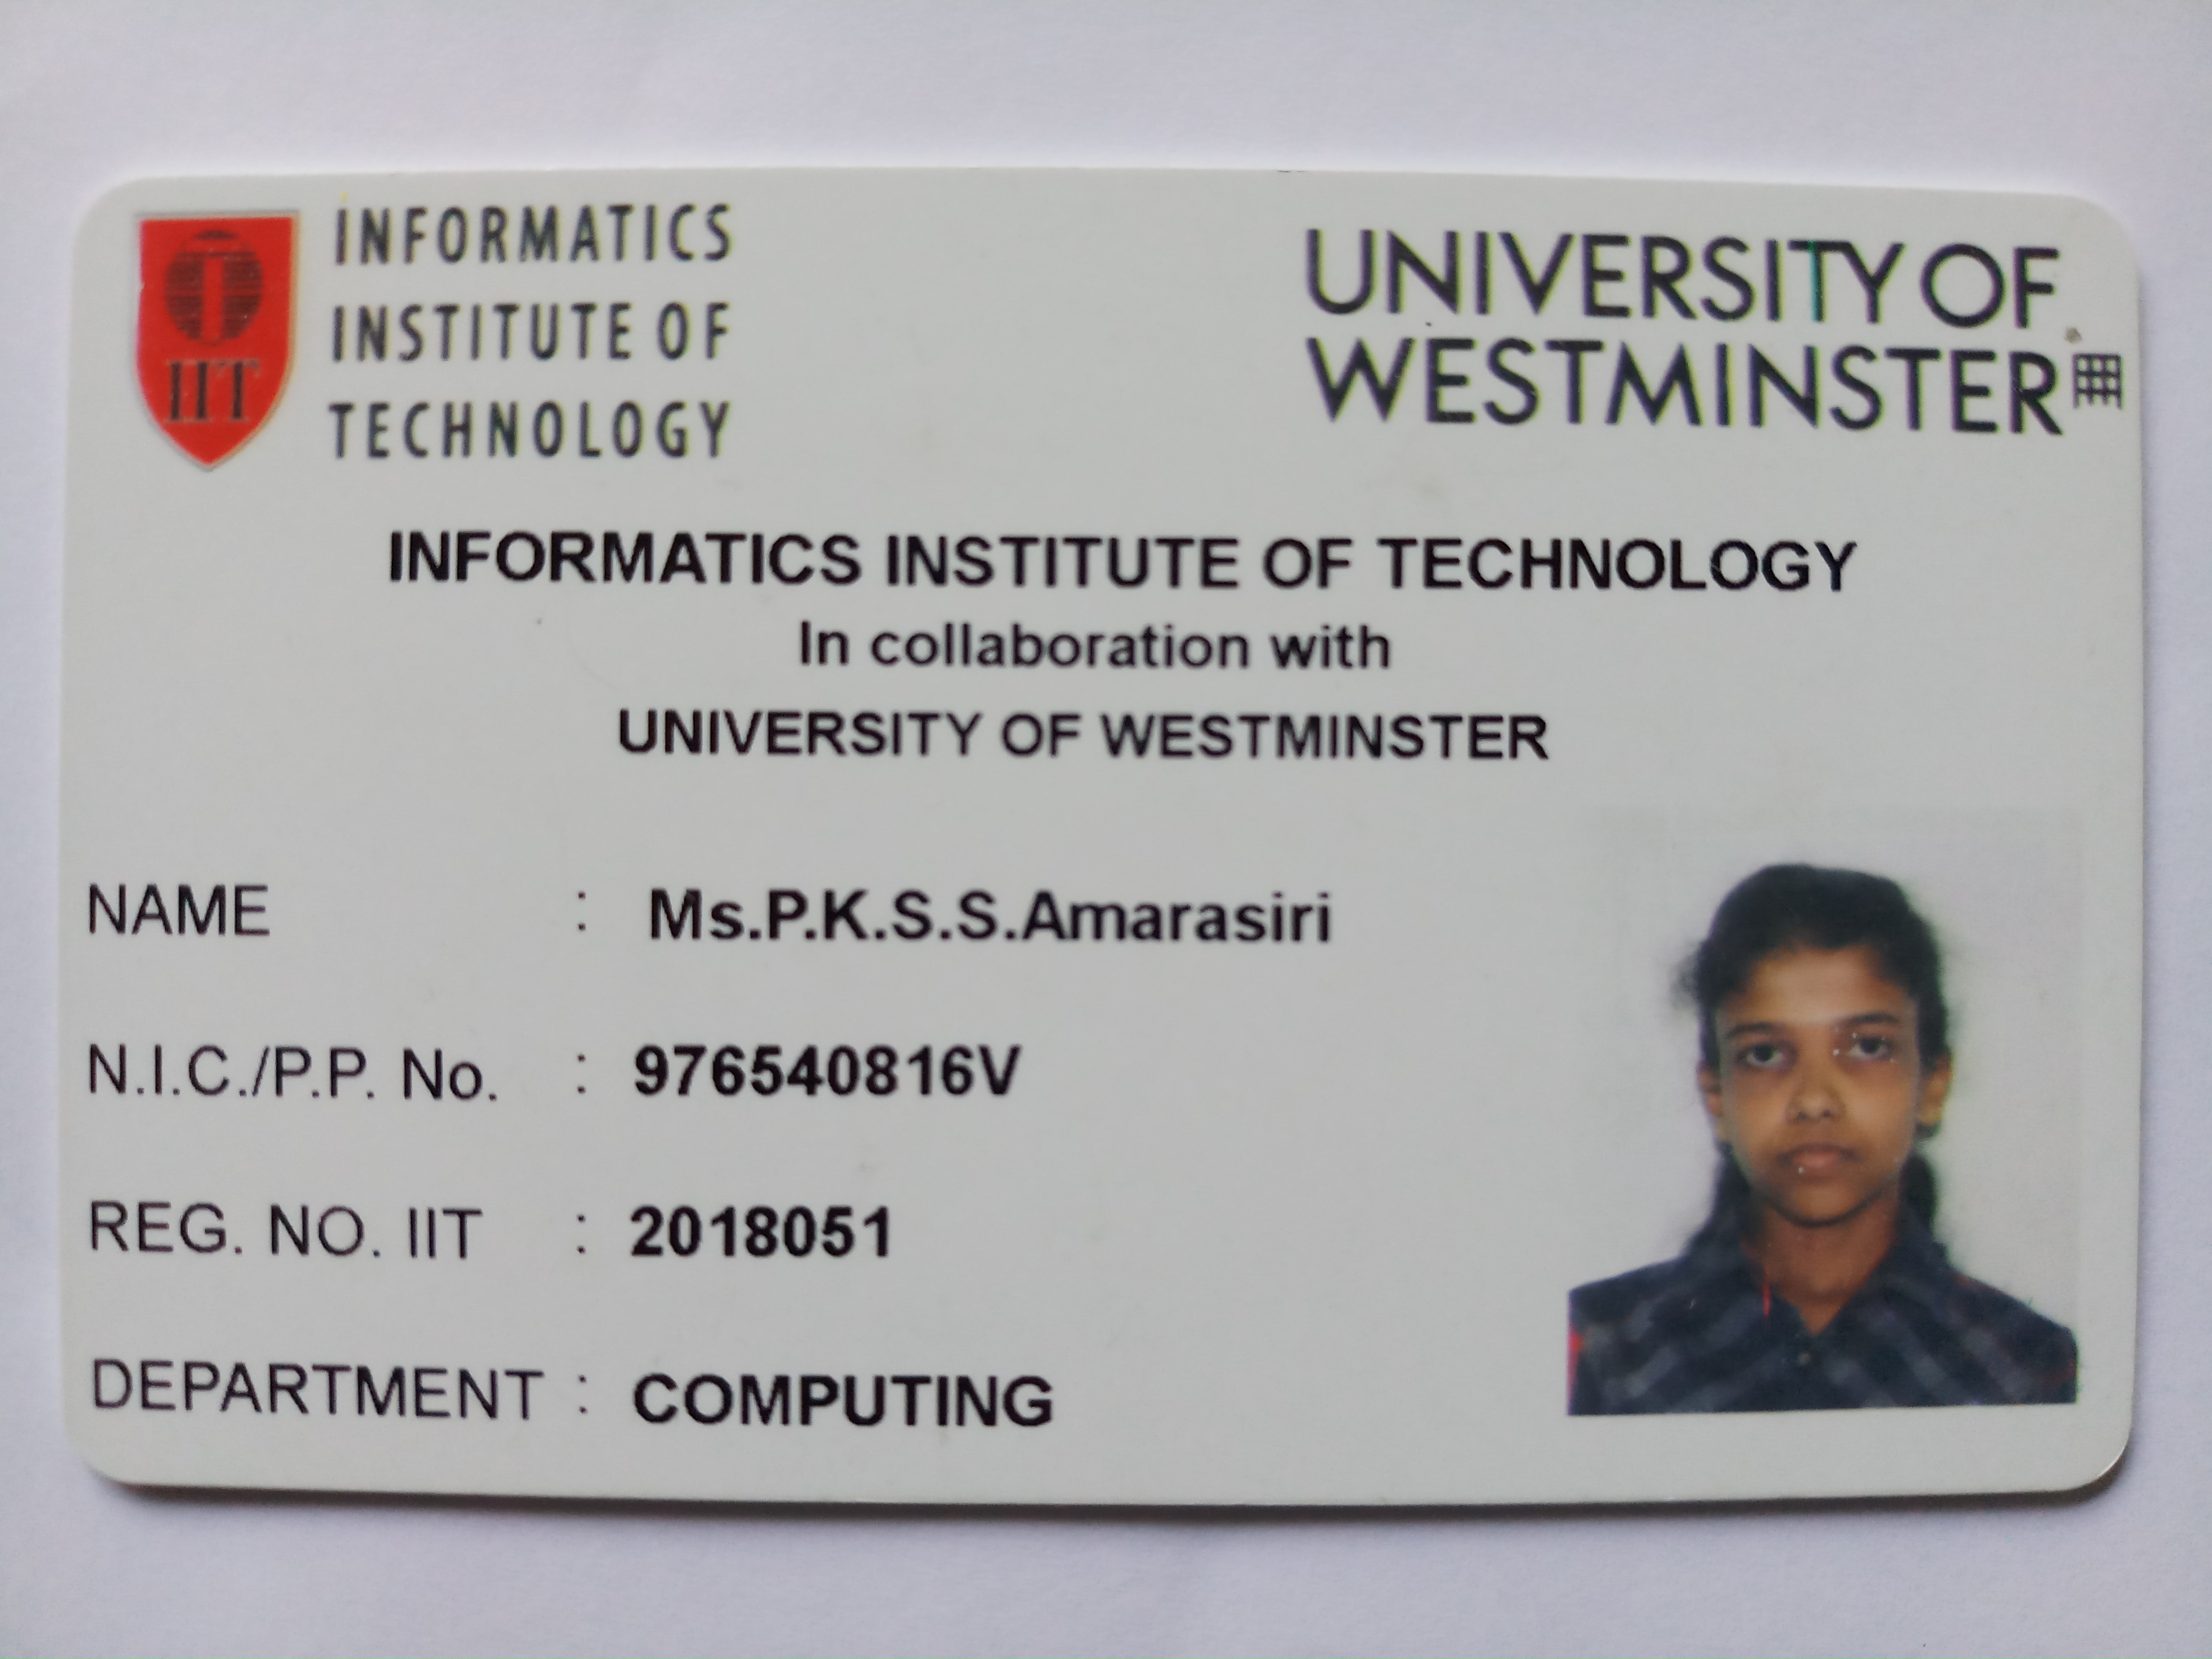 INFORMATICS
INSTITUTE OF
TECHNOLOGY
IIT
UNIVERSITY OF
WESTMINSTER
INFORMATICS INSTITUTE OF TECHNOLOGY
In collaboration with
UNIVERSITY OF WESTMINSTER
NAME : Ms.P.K.S.S.Amarasiri
N.I.C./P.P. No. : 976540816V
REG. NO. IIT : 2018051
DEPARTMENT : COMPUTING